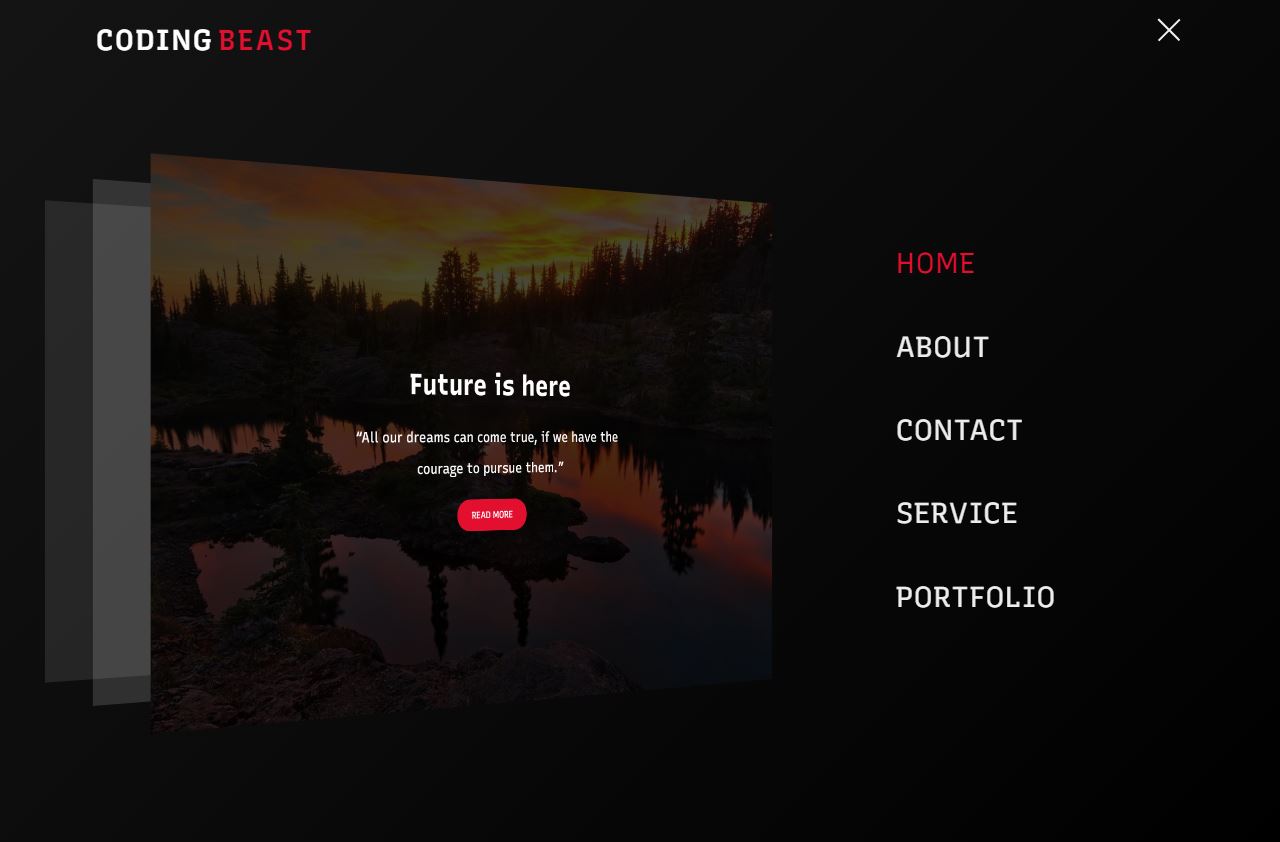 CODING BEAST
Future is here
“All our dreams can come true, if we have the
courage to pursue them.”
READ MORE
HOME
ABOUT
CONTACT
SERVICE
PORTFOLIO